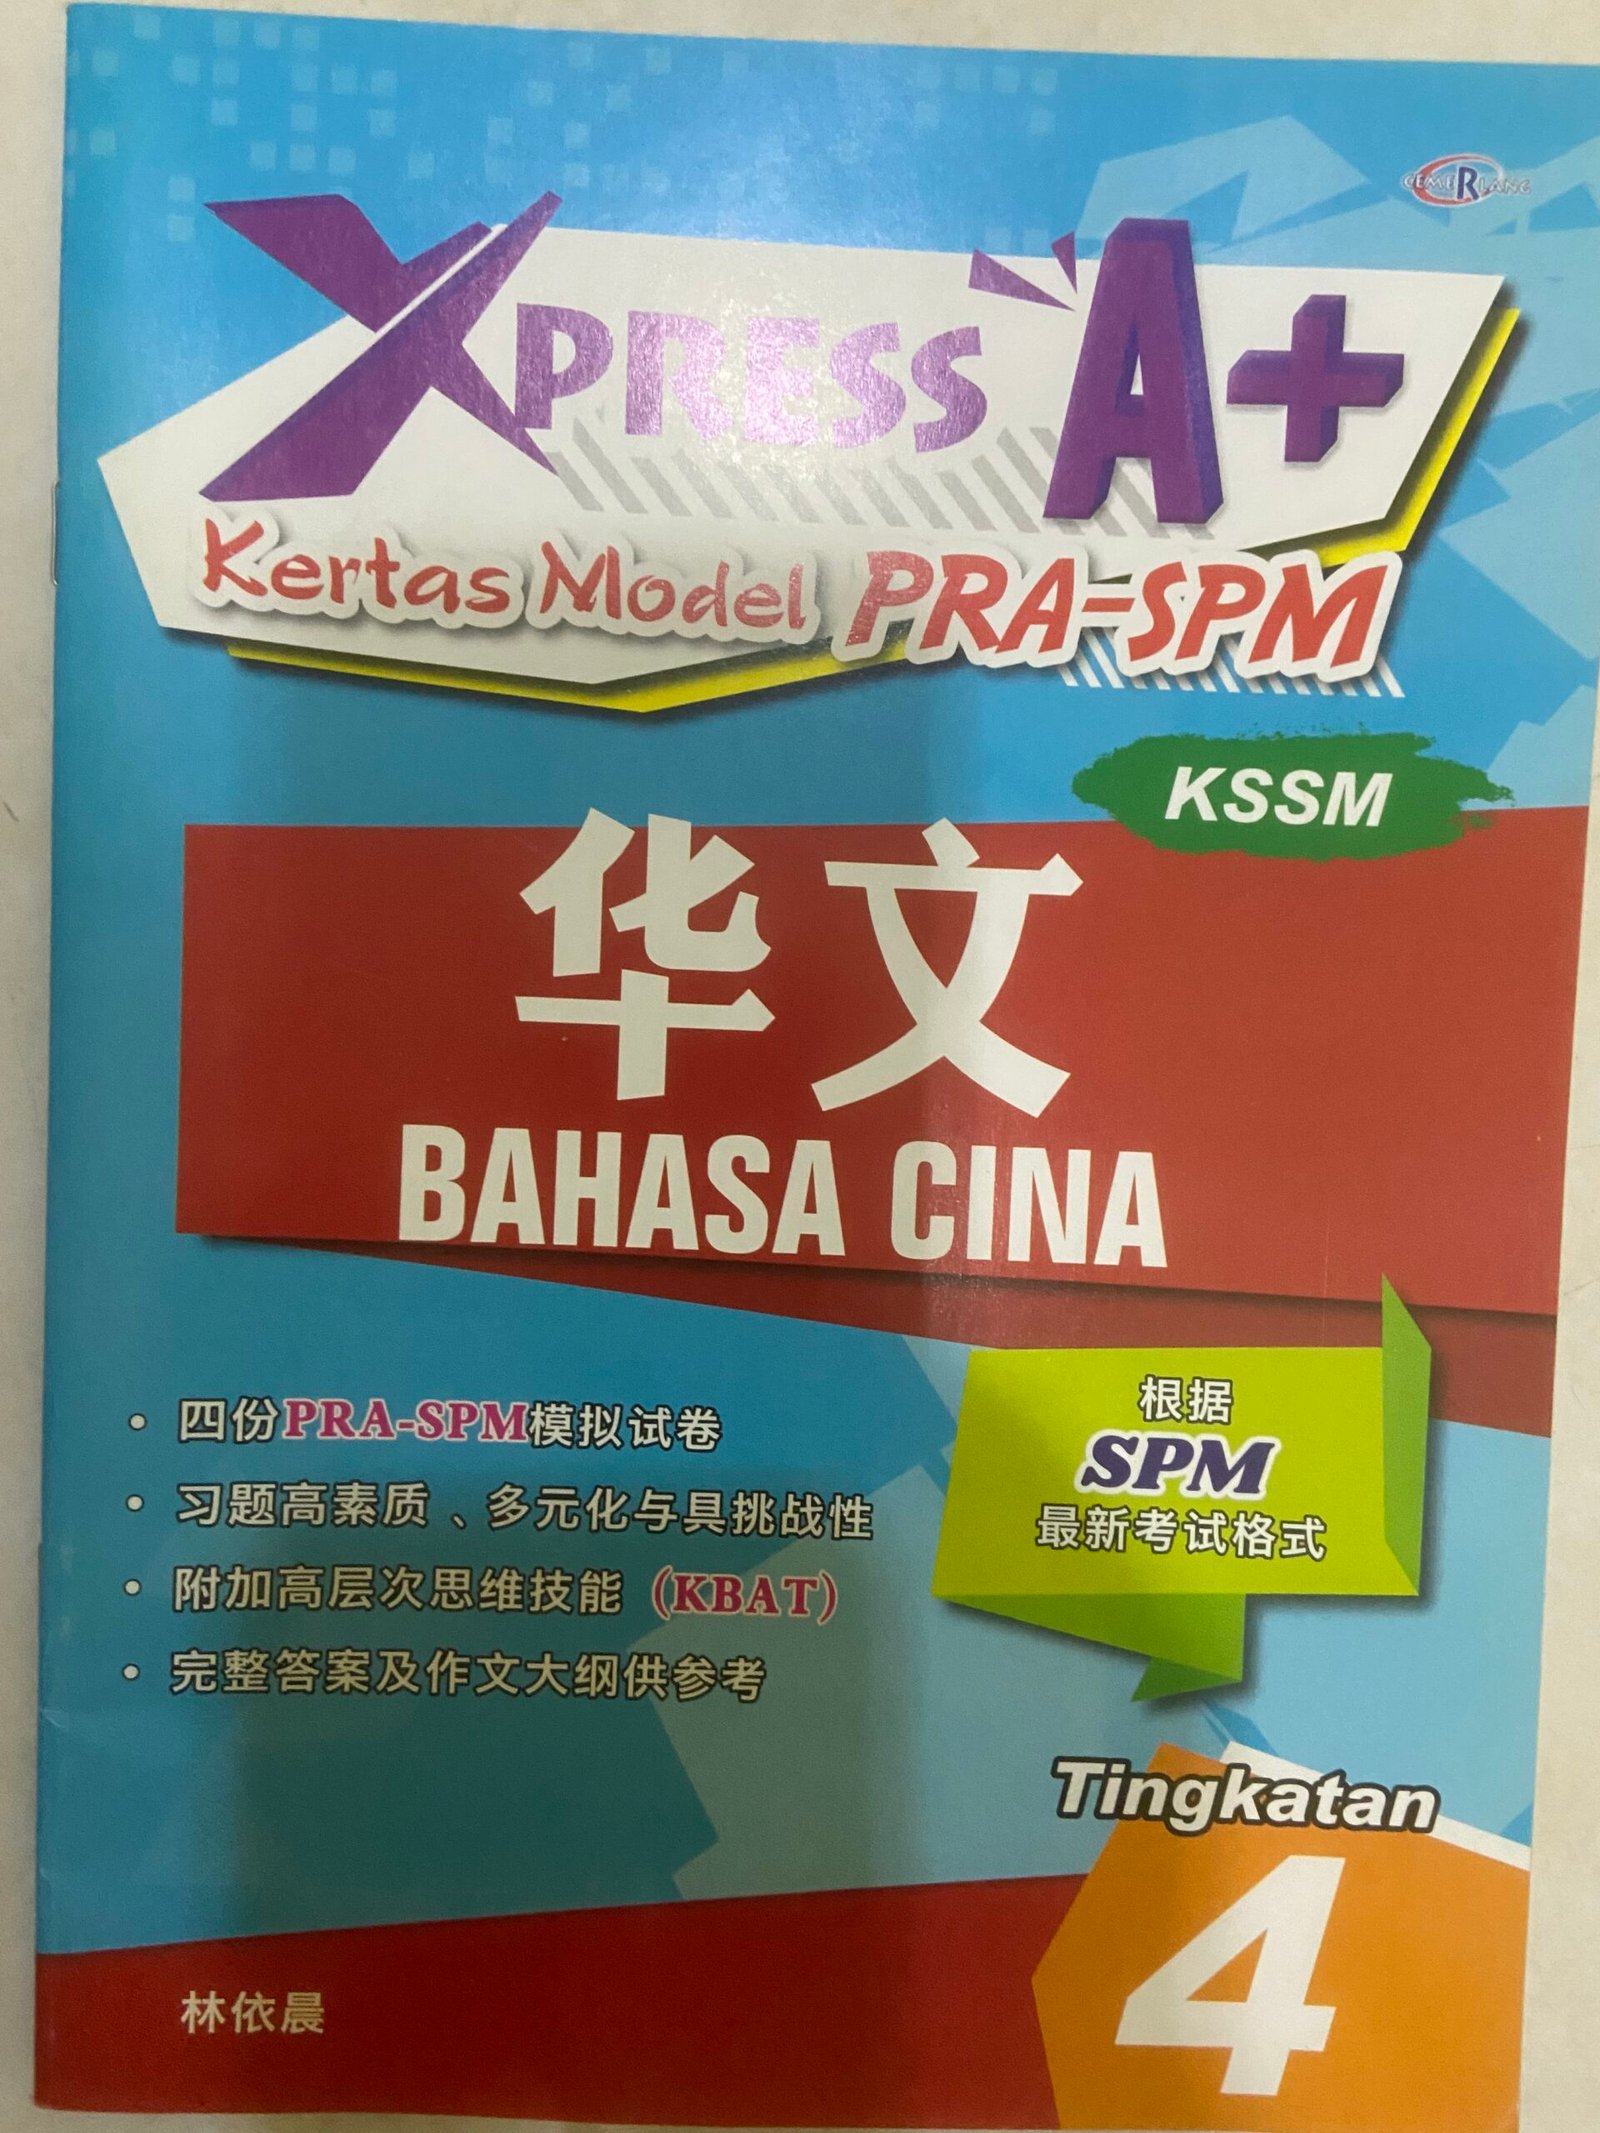 CEMERLANG
XPRESS A+
Kertas Model PRA-SPM
KSSM
华文
BAHASA CINA
• 四份PRA-SPM模拟试卷
• 习题高素质、多元化与具挑战性
• 附加高层次思维技能 (KBAT)
• 完整答案及作文大纲供参考
根据
SPM
最新考试格式
Tingkatan
4
林依晨